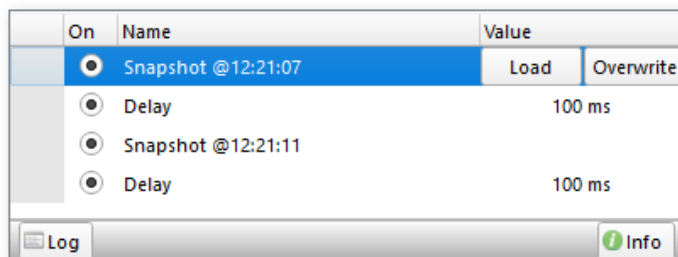 On Name Value
Snapshot @12:21:07 Load Overwrite
Delay 100 ms
Snapshot @12:21:11
Delay 100 ms
Log Info